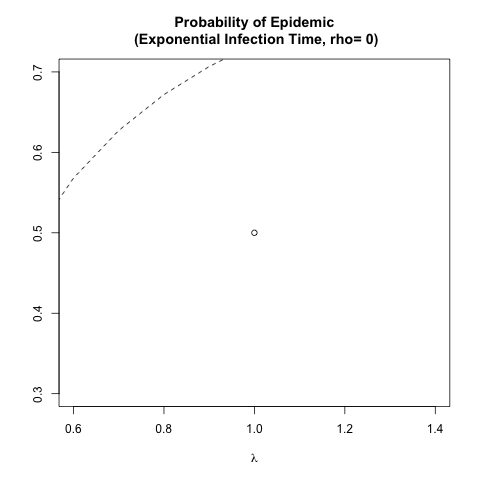 Probability of Epidemic
(Exponential Infection Time, rho= 0)
0.7
0.6
0.5
0.4
0.3
0.6 0.8 1.0 1.2 1.4
λ